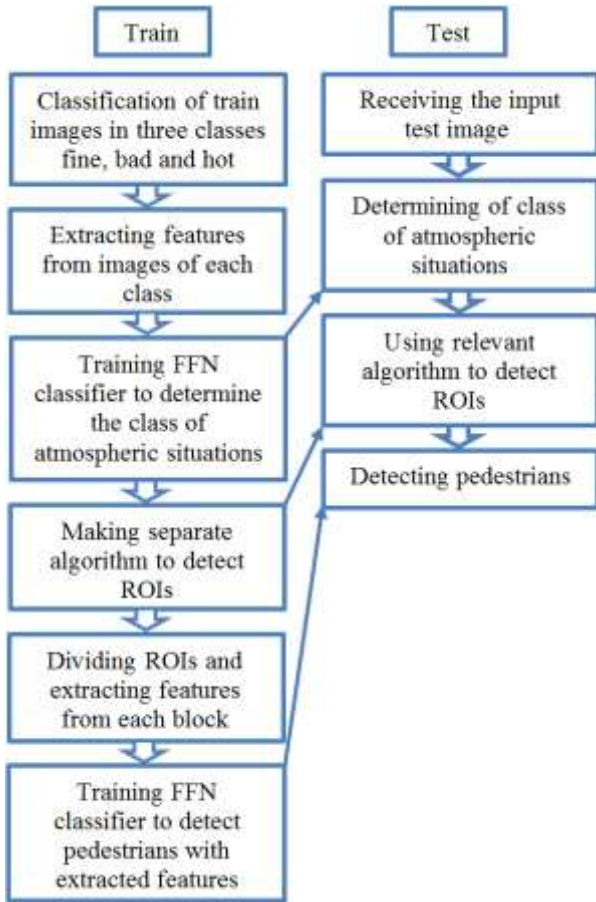 Train
Classification of train
images in three classes
fine, bad and hot
Extracting features
from images of each
class
Training FFN
classifier to determine
the class of
atmospheric situations
Making separate
algorithm to detect
ROIs
Dividing ROIs and
extracting features
from each block
Training FFN
classifier to detect
pedestrians with
extracted features
Test
Receiving the input
test image
Determining of class
of atmospheric
situations
Using relevant
algorithm to detect
ROIs
Detecting pedestrians